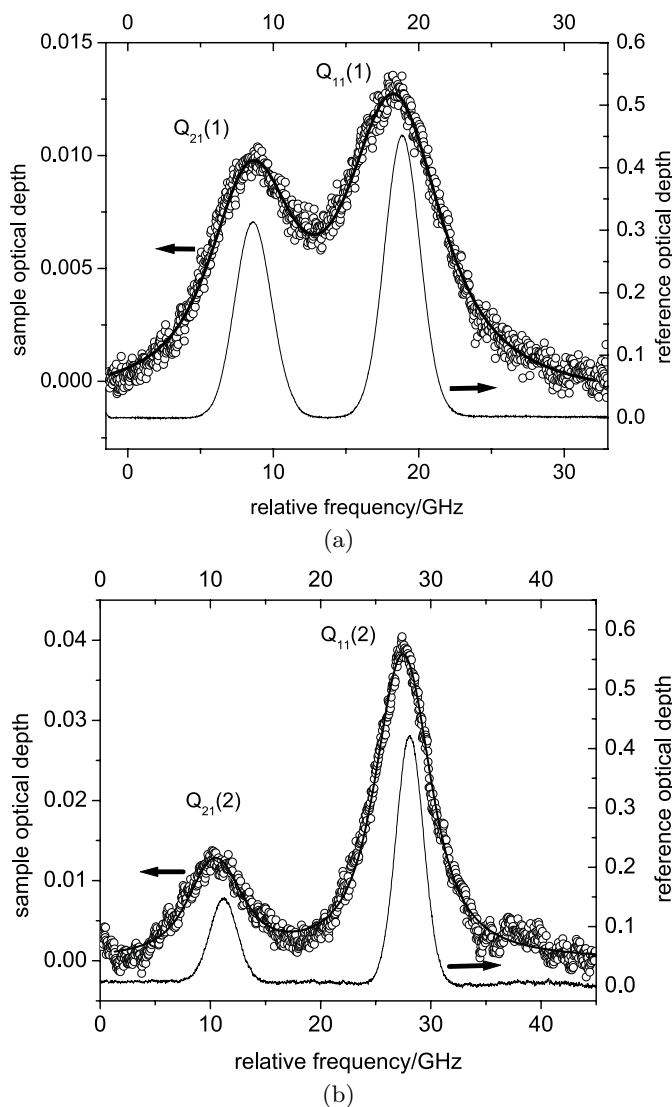 0 10 20 30
0.015
0.010
0.005
0.000
sample optical depth
Q21(1)
Q11(1)
0.6
0.5
0.4
0.3
0.2
0.1
0.0
reference optical depth
0 10 20 30
relative frequency/GHz
(a)
0 10 20 30 40
0.04
0.03
0.02
0.01
0.00
sample optical depth
Q11(2)
Q21(2)
0.6
0.5
0.4
0.3
0.2
0.1
0.0
reference optical depth
0 10 20 30 40
relative frequency/GHz
(b)